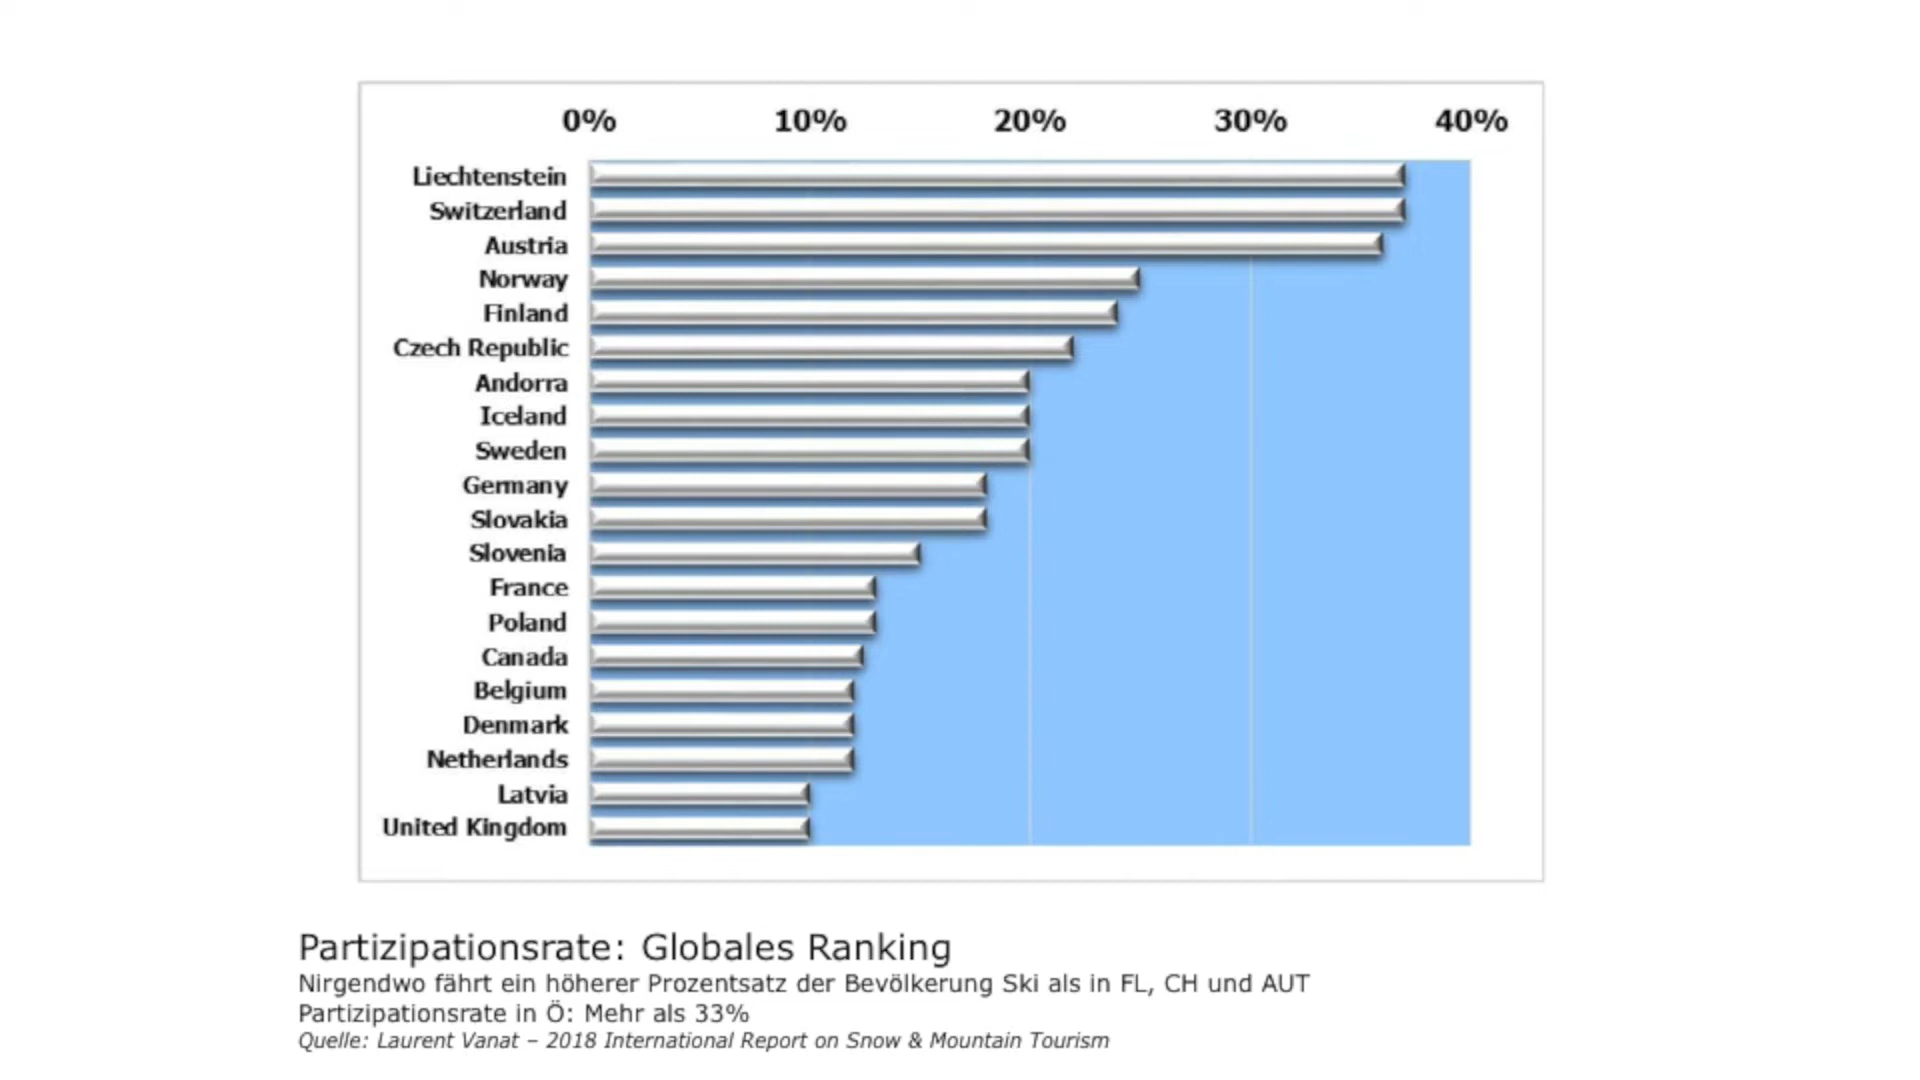 0% 10% 20% 30% 40%
Liechtenstein
Switzerland
Austria
Norway
Finland
Czech Republic
Andorra
Iceland
Sweden
Germany
Slovakia
Slovenia
France
Poland
Canada
Belgium
Denmark
Netherlands
Latvia
United Kingdom
Partizipationsrate: Globales Ranking
Nirgendwo fährt ein höherer Prozentsatz der Bevölkerung Ski als in FL, CH und AUT
Partizipationsrate in Ö: Mehr als 33%
Quelle: Laurent Vanat – 2018 International Report on Snow & Mountain Tourism